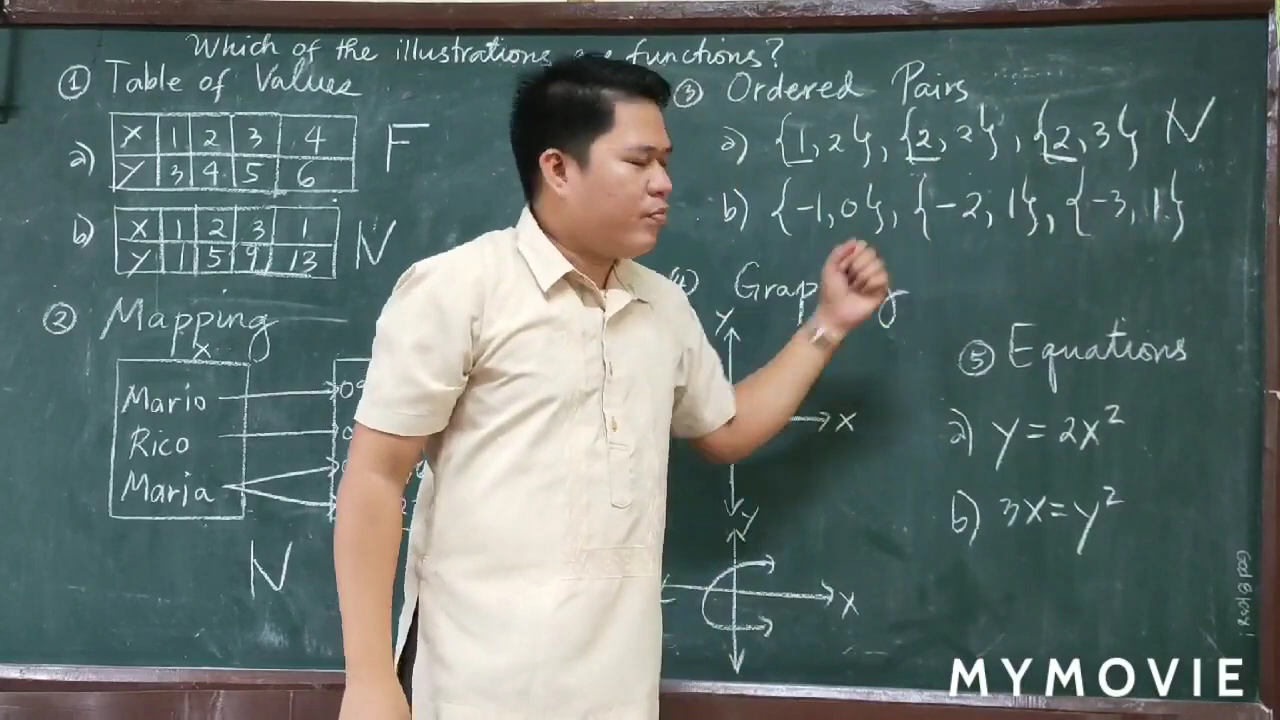 Which of the illustrations are functions?
① Table of Values
a) X 1 2 3 4 F
Y 3 4 5 6
b) X 1 2 3 1 N
Y 1 5 9 13
② Mapping
X
Mario
Rico
Maria
N
③ Ordered Pairs
a) {1, 2}, {2, 2}, {2, 3} N
b) {-1, 0}, {-2, 1}, {-3, 1}
④
Y
X
Y
X
⑤ Equations
a) y = 2x²
b) 3x = y²
MYMOVIE